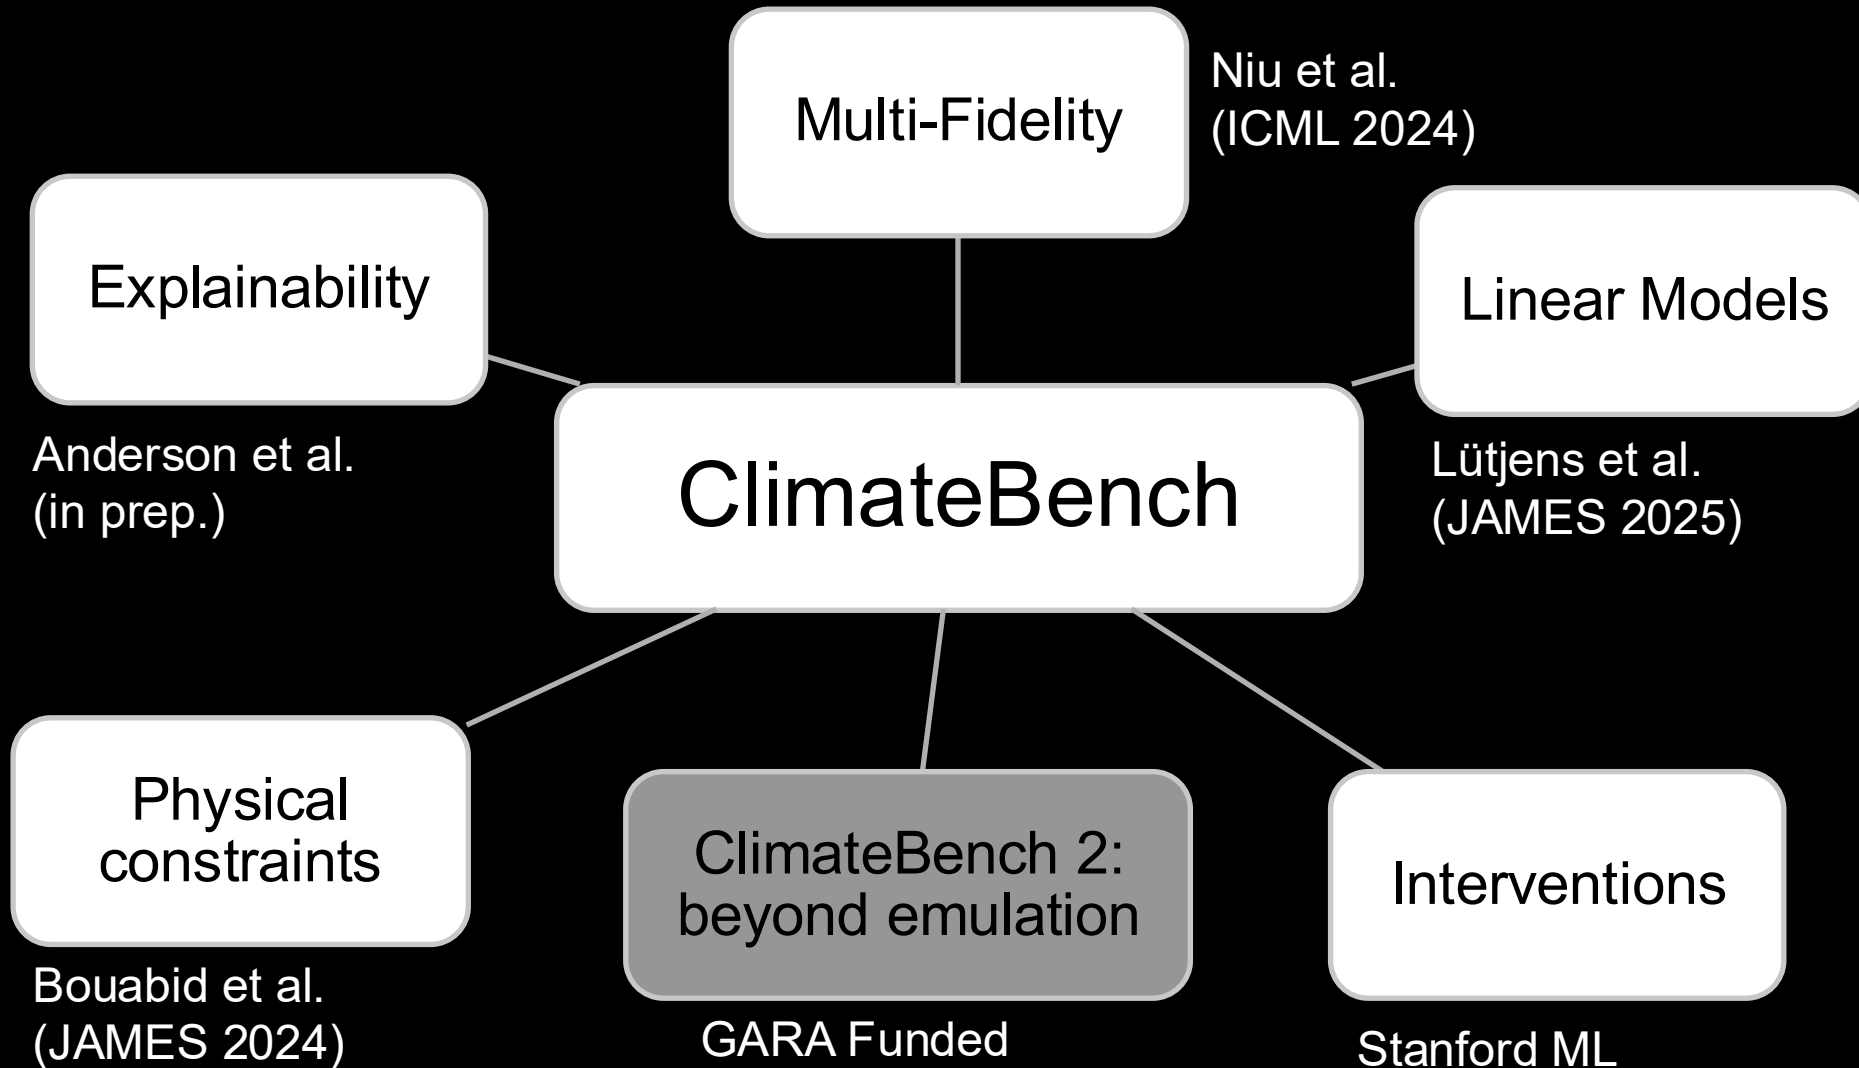 Multi-Fidelity
Niu et al.
(ICML 2024)
Explainability
Anderson et al.
(in prep.)
Linear Models
Lütjens et al.
(JAMES 2025)
ClimateBench
Physical
constraints
Bouabid et al.
(JAMES 2024)
ClimateBench 2:
beyond emulation
GARA Funded
Interventions
Stanford ML